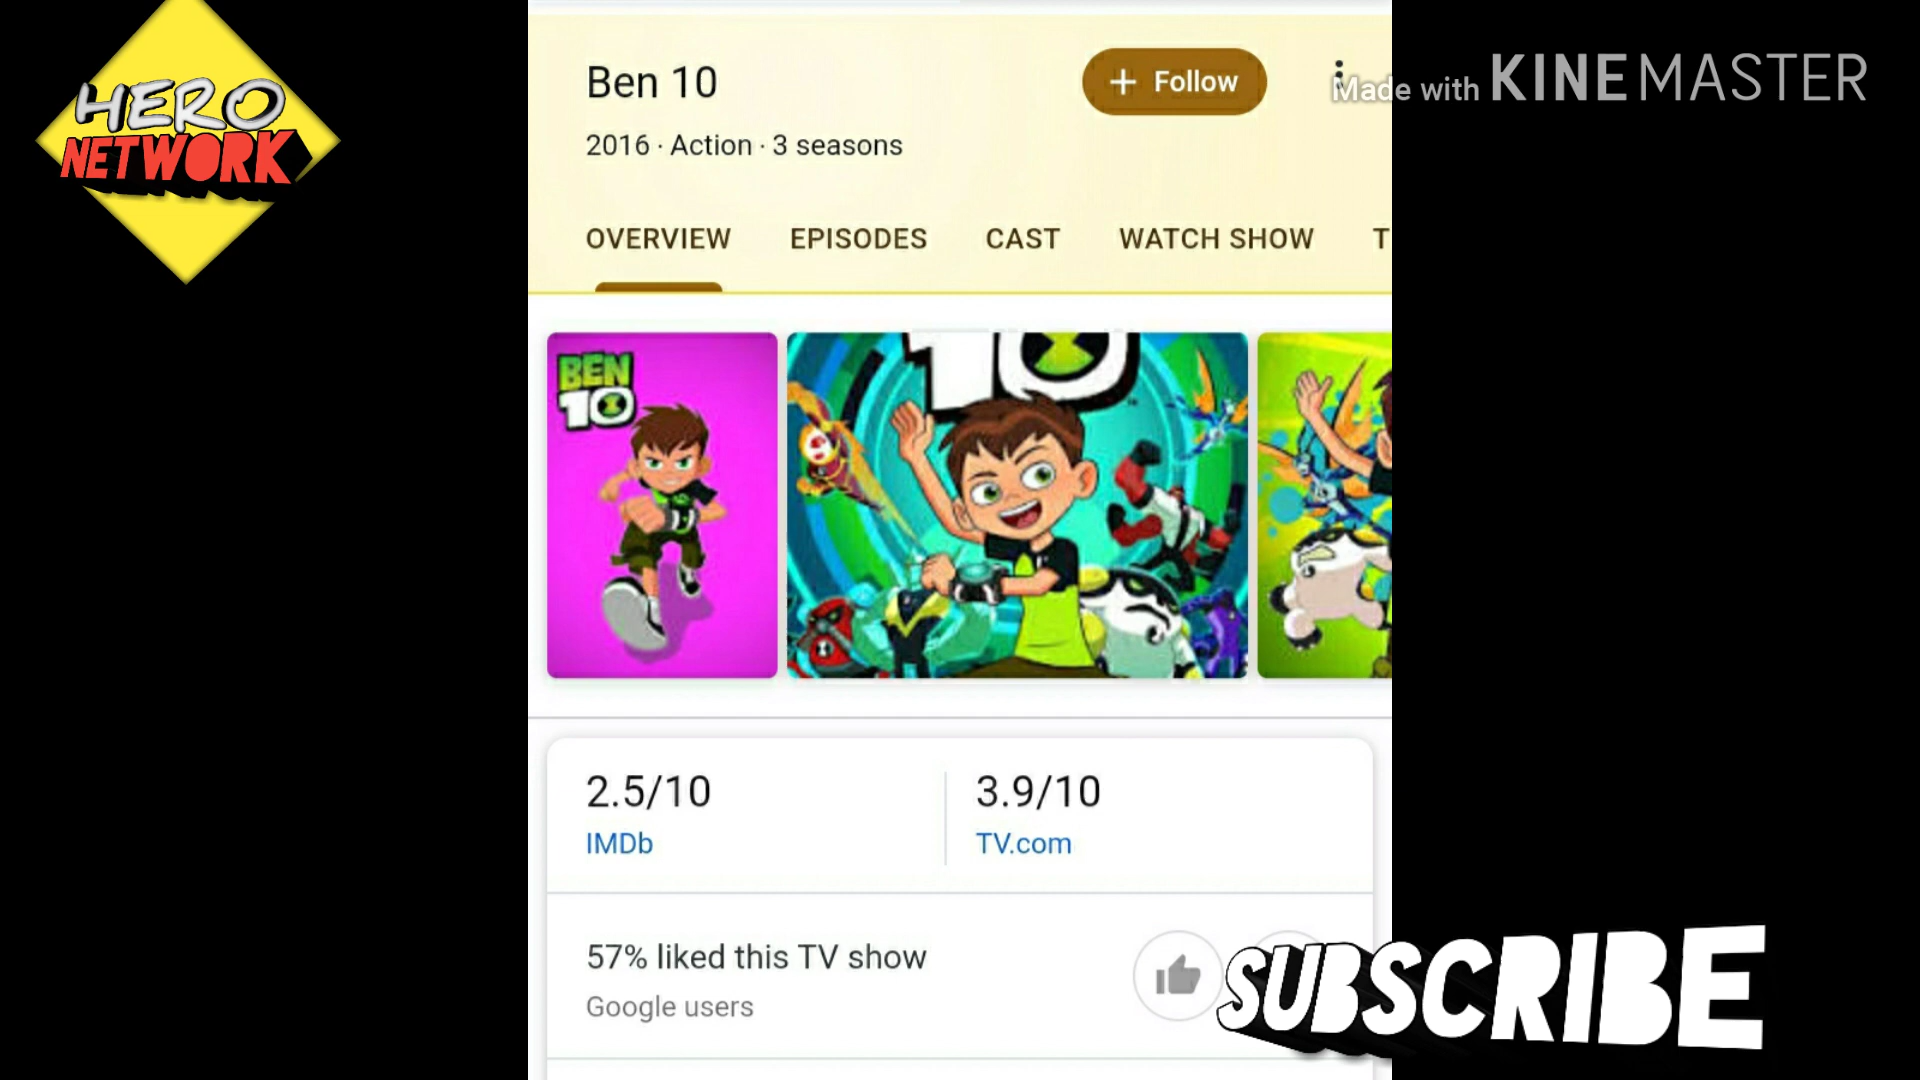 HERO
NETWORK
Ben 10
+ Follow
Made with KINEMASTER
2016 · Action · 3 seasons
OVERVIEW EPISODES CAST WATCH SHOW T
BEN
10
10
2.5/10
IMDb
3.9/10
TV.com
57% liked this TV show
Google users
SUBSCRIBE